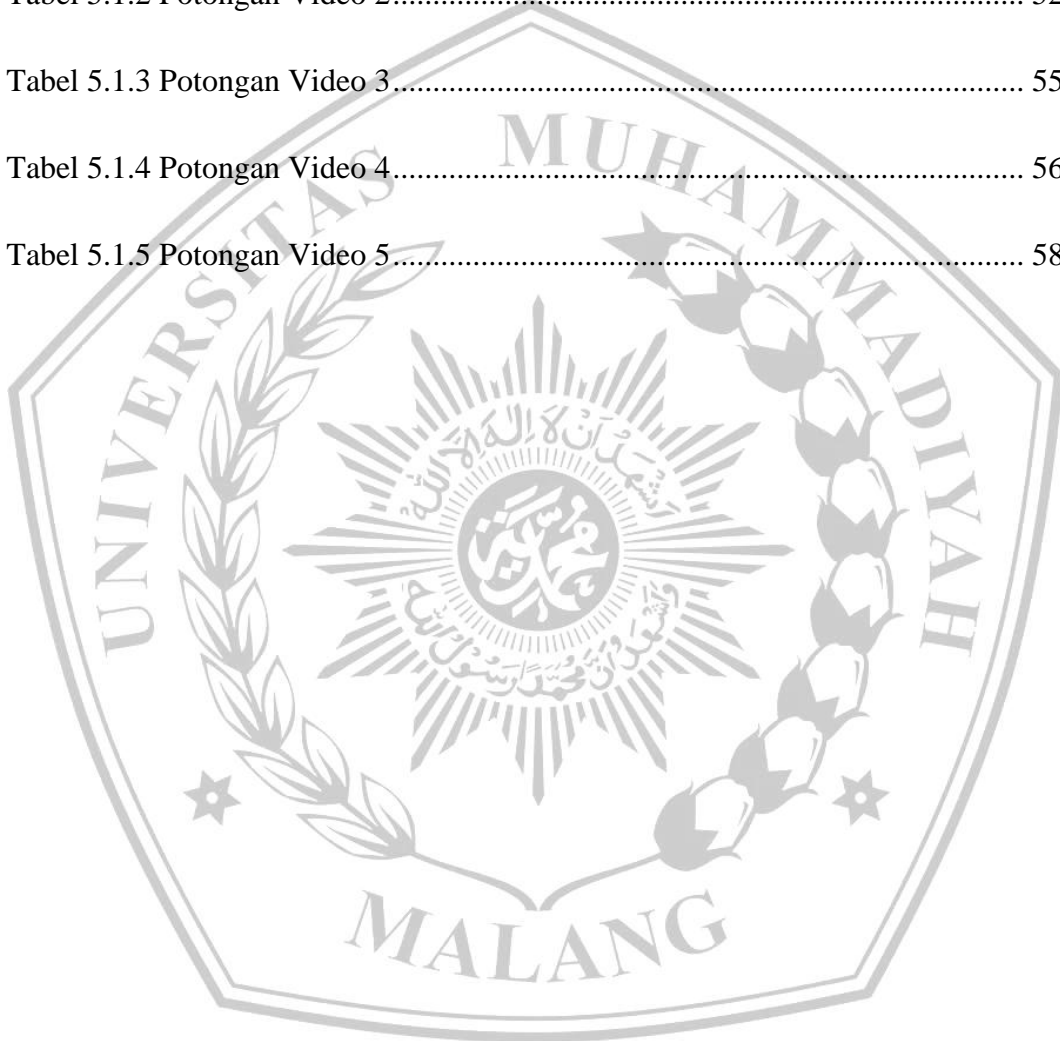 Tabel 5.1.3 Potongan Video 3........................................................................... 55
Tabel 5.1.4 Potongan Video 4........................................................................... 56
Tabel 5.1.5 Potongan Video 5........................................................................... 58
UNIVERSITAS MUHAMMADIYAH
MALANG